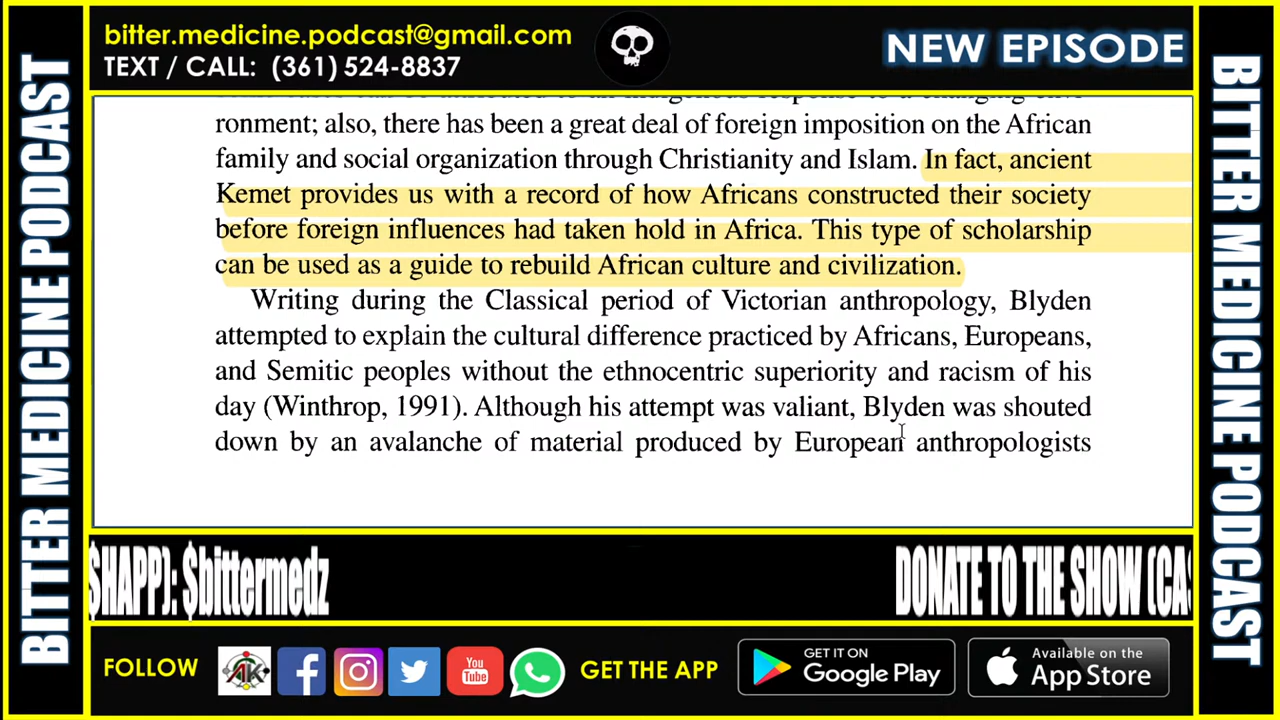 bitter.medicine.podcast@gmail.com
TEXT / CALL: (361) 524-8837
NEW EPISODE
BITTER MEDICINE PODCAST
ronment; also, there has been a great deal of foreign imposition on the African
family and social organization through Christianity and Islam. In fact, ancient
Kemet provides us with a record of how Africans constructed their society
before foreign influences had taken hold in Africa. This type of scholarship
can be used as a guide to rebuild African culture and civilization.
Writing during the Classical period of Victorian anthropology, Blyden
attempted to explain the cultural difference practiced by Africans, Europeans,
and Semitic peoples without the ethnocentric superiority and racism of his
day (Winthrop, 1991). Although his attempt was valiant, Blyden was shouted
down by an avalanche of material produced by European anthropologists
BITTER MEDICINE PODCAST
$HAPP): $bittermedz
DONATE TO THE SHOW (CA
FOLLOW
ATK
You
Tube
GET THE APP
GET IT ON
Google Play
Available on the
App Store